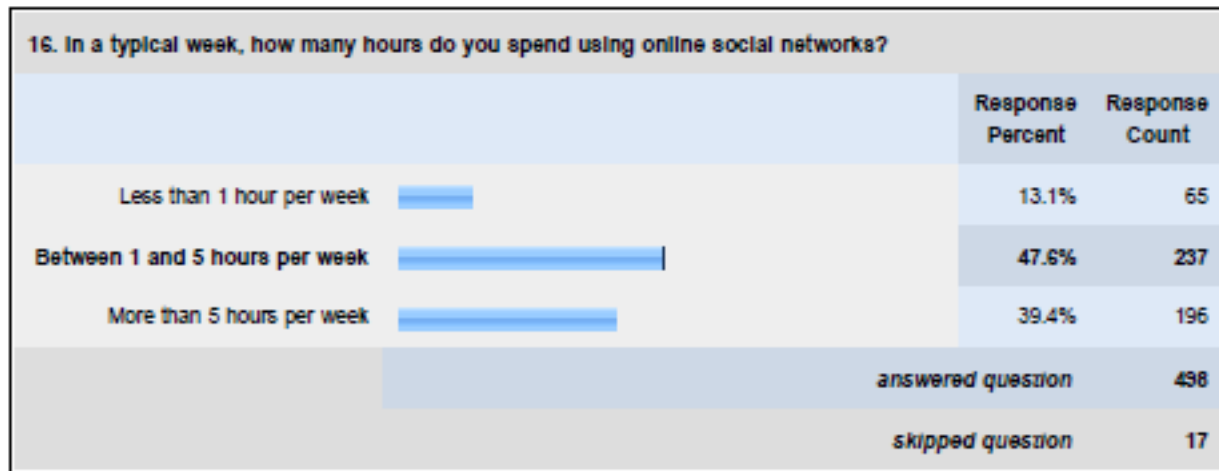 16. In a typical week, how many hours do you spend using online social networks?
Response Percent Response Count
Less than 1 hour per week 13.1% 65
Between 1 and 5 hours per week 47.6% 237
More than 5 hours per week 39.4% 196
answered question 498
skipped question 17